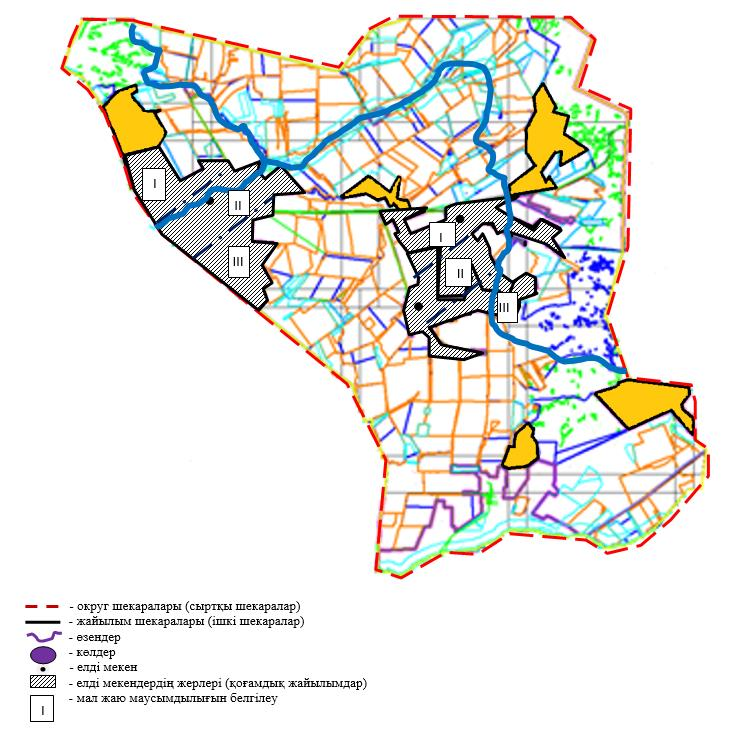 I
II
III
I
II
III
- округ шекаралары (сыртқы шекаралар)
- жайылым шекаралары (ішкі шекаралар)
- өзендер
- көлдер
- елді мекен
- елді мекендердің жерлері (қоғамдық жайылымдар)
- мал жаю маусымдылығын белгілеу
I